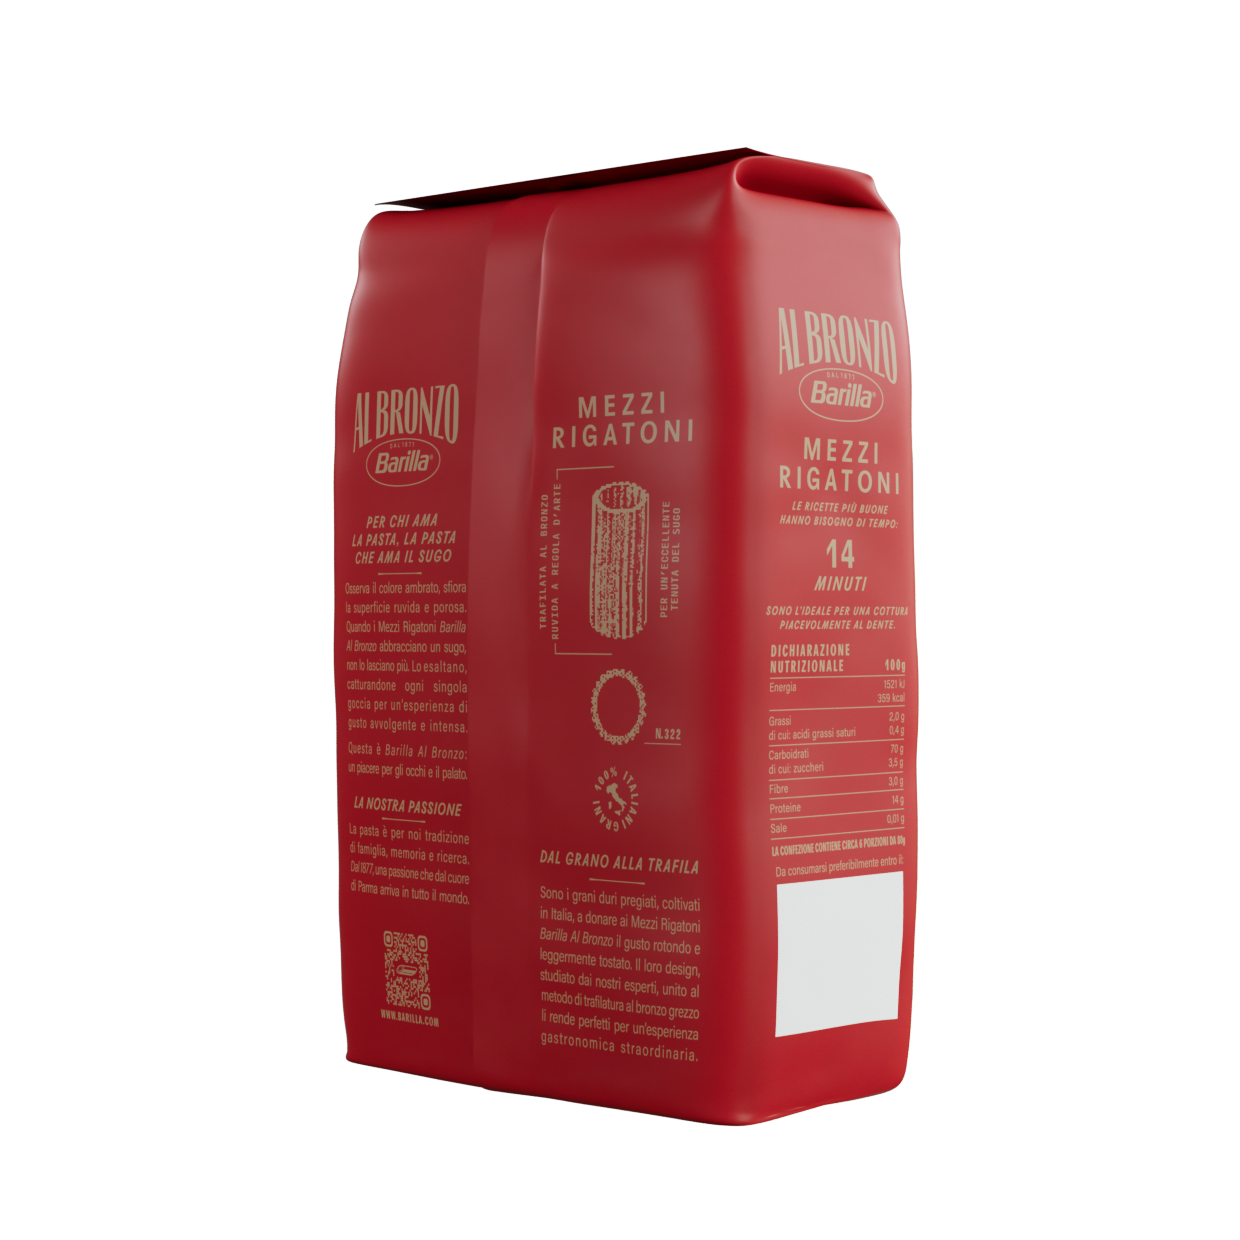 AL BRONZO
DAL 1877
Barilla
PER CHI AMA
LA PASTA, LA PASTA
CHE AMA IL SUGO
Osserva il colore ambrato, sfiora
la superficie ruvida e porosa.
Quando i Mezzi Rigatoni Barilla
Al Bronzo abbracciano un sugo,
non lo lasciano più. Lo esaltano,
catturandone ogni singola
goccia per un'esperienza di
gusto avvolgente e intensa.
Questa è Barilla Al Bronzo:
un piacere per gli occhi e il palato.
LA NOSTRA PASSIONE
La pasta è per noi tradizione
di famiglia, memoria e ricerca.
Dal 1877, una passione che dal cuore
di Parma arriva in tutto il mondo.
WWW.BARILLA.COM
MEZZI
RIGATONI
TRAFILATA AL BRONZO
RUVIDA A REGOLA D'ARTE
PER UN'ECCELLENTE
TENUTA DEL SUGO
N.322
100% ITALIANI GRANI
DAL GRANO ALLA TRAFILA
Sono i grani duri pregiati, coltivati
in Italia, a donare ai Mezzi Rigatoni
Barilla Al Bronzo il gusto rotondo e
leggermente tostato. Il loro design,
studiato dai nostri esperti, unito al
metodo di trafilatura al bronzo grezzo
li rende perfetti per un'esperienza
gastronomica straordinaria.
AL BRONZO
DAL 1877
Barilla
MEZZI
RIGATONI
LE RICETTE PIÙ BUONE
HANNO BISOGNO DI TEMPO:
14
MINUTI
SONO L'IDEALE PER UNA COTTURA
PIACEVOLMENTE AL DENTE.
DICHIARAZIONE
NUTRIZIONALE 100g
Energia 1521 kJ
359 kcal
Grassi 2,0 g
di cui: acidi grassi saturi 0,4 g
Carboidrati 70 g
di cui: zuccheri 3,5 g
Fibre 3,0 g
Proteine 14 g
Sale 0,01 g
LA CONFEZIONE CONTIENE CIRCA 6 PORZIONI DA 80g
Da consumarsi preferibilmente entro il: